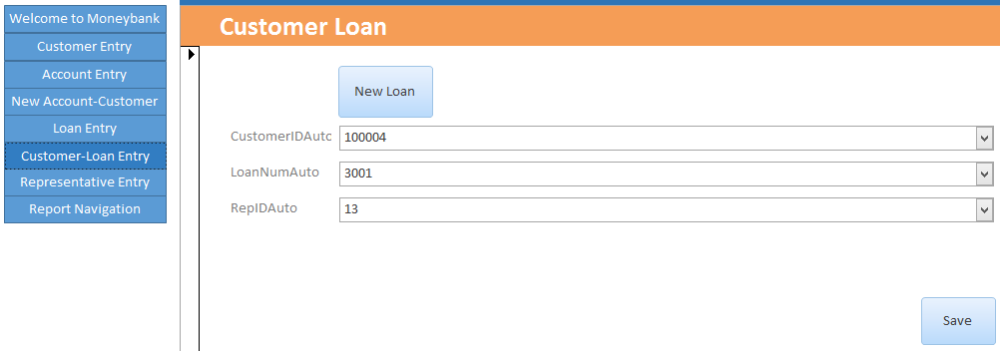 Welcome to Moneybank
Customer Entry
Account Entry
New Account-Customer
Loan Entry
Customer-Loan Entry
Representative Entry
Report Navigation
Customer Loan
New Loan
CustomerIDAuto 100004
LoanNumAuto 3001
RepIDAuto 13
Save